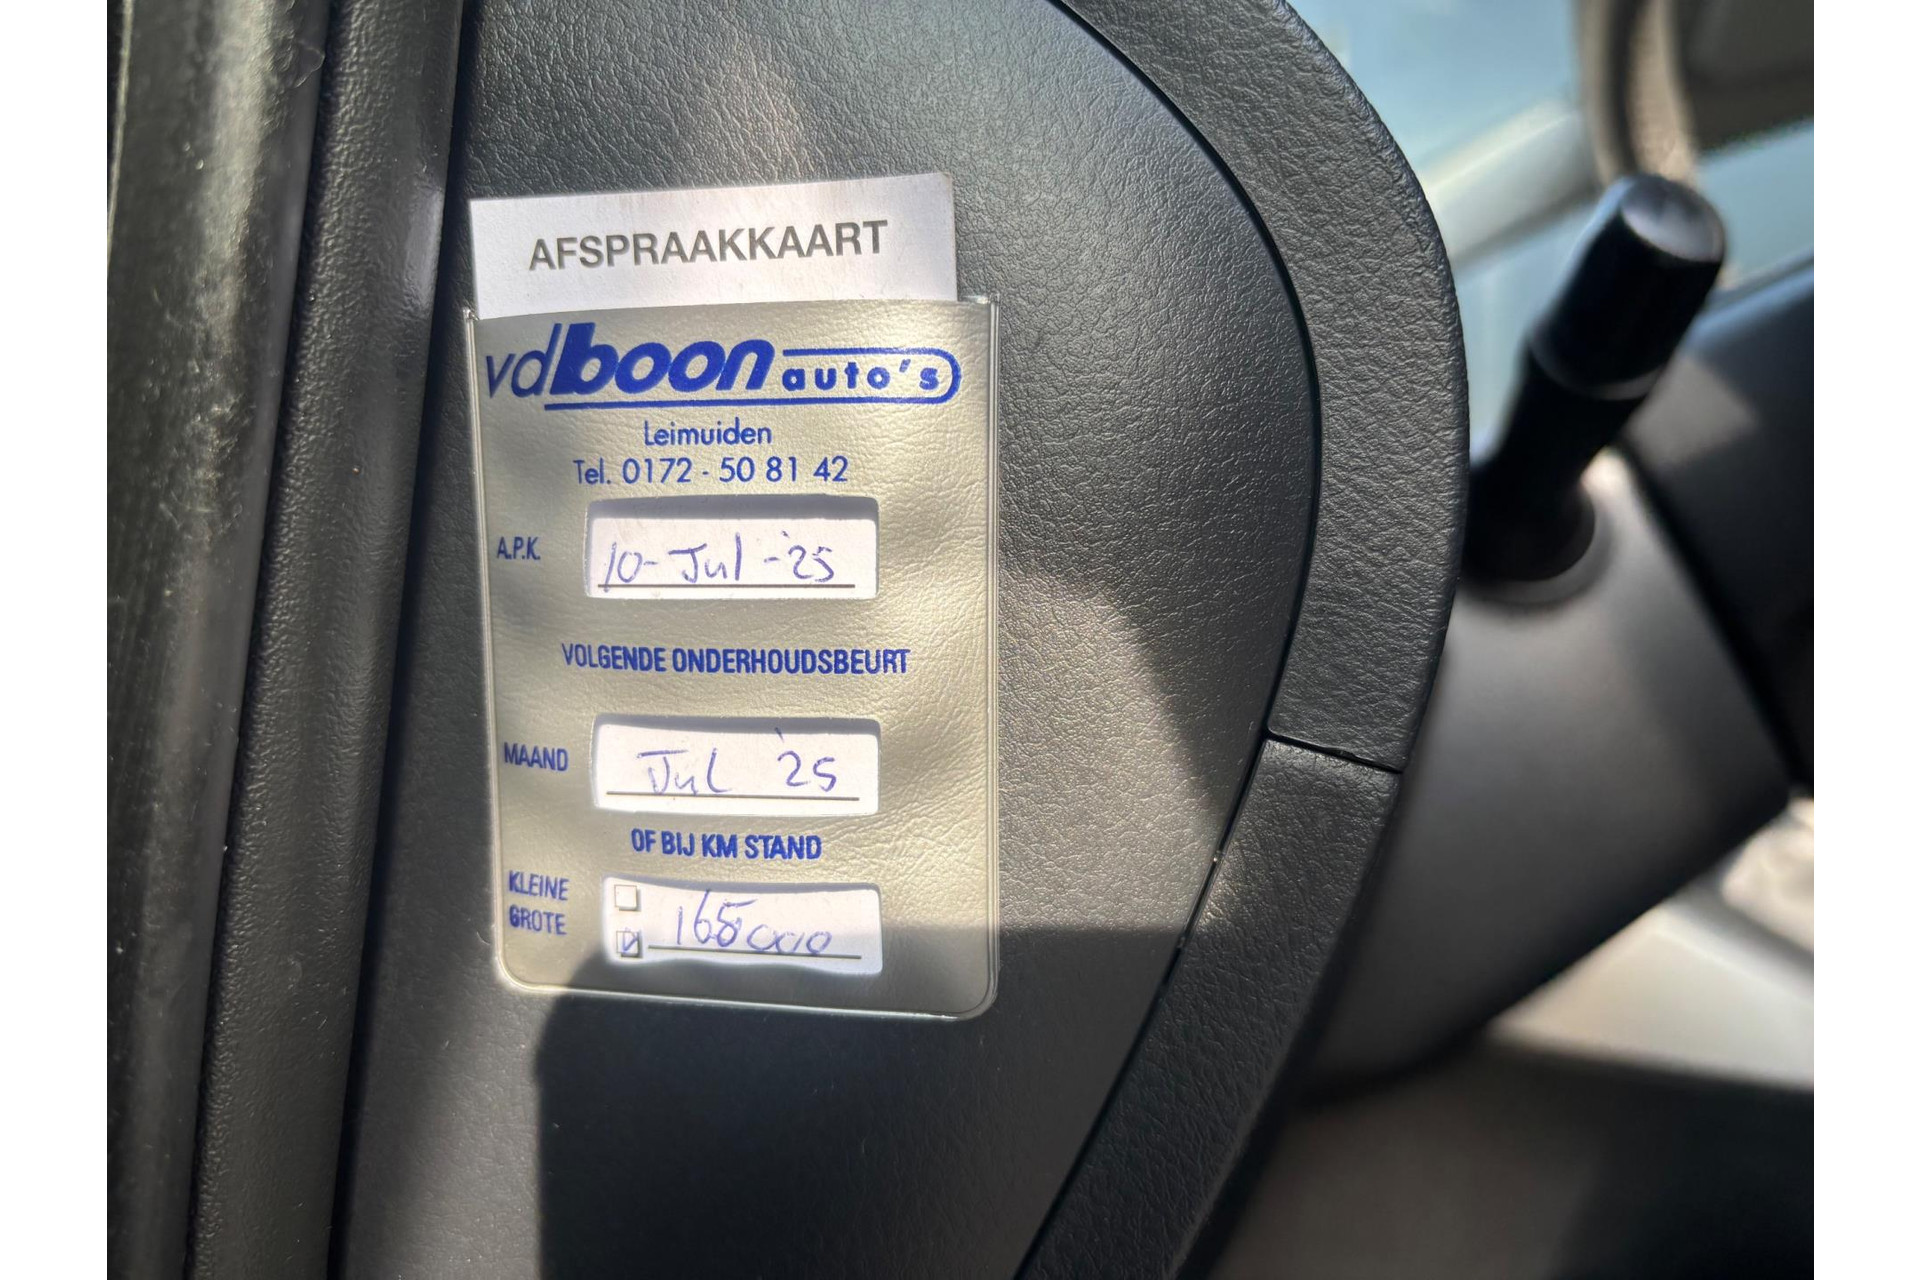 AFSPRAAKKAART
vdboon auto's
Leimuiden
Tel. 0172 - 50 81 42
A.P.K. 10-Jul-'25
VOLGENDE ONDERHOUDSBEURT
MAAND Jul '25
OF BIJ KM STAND
KLEINE
GROTE 165000